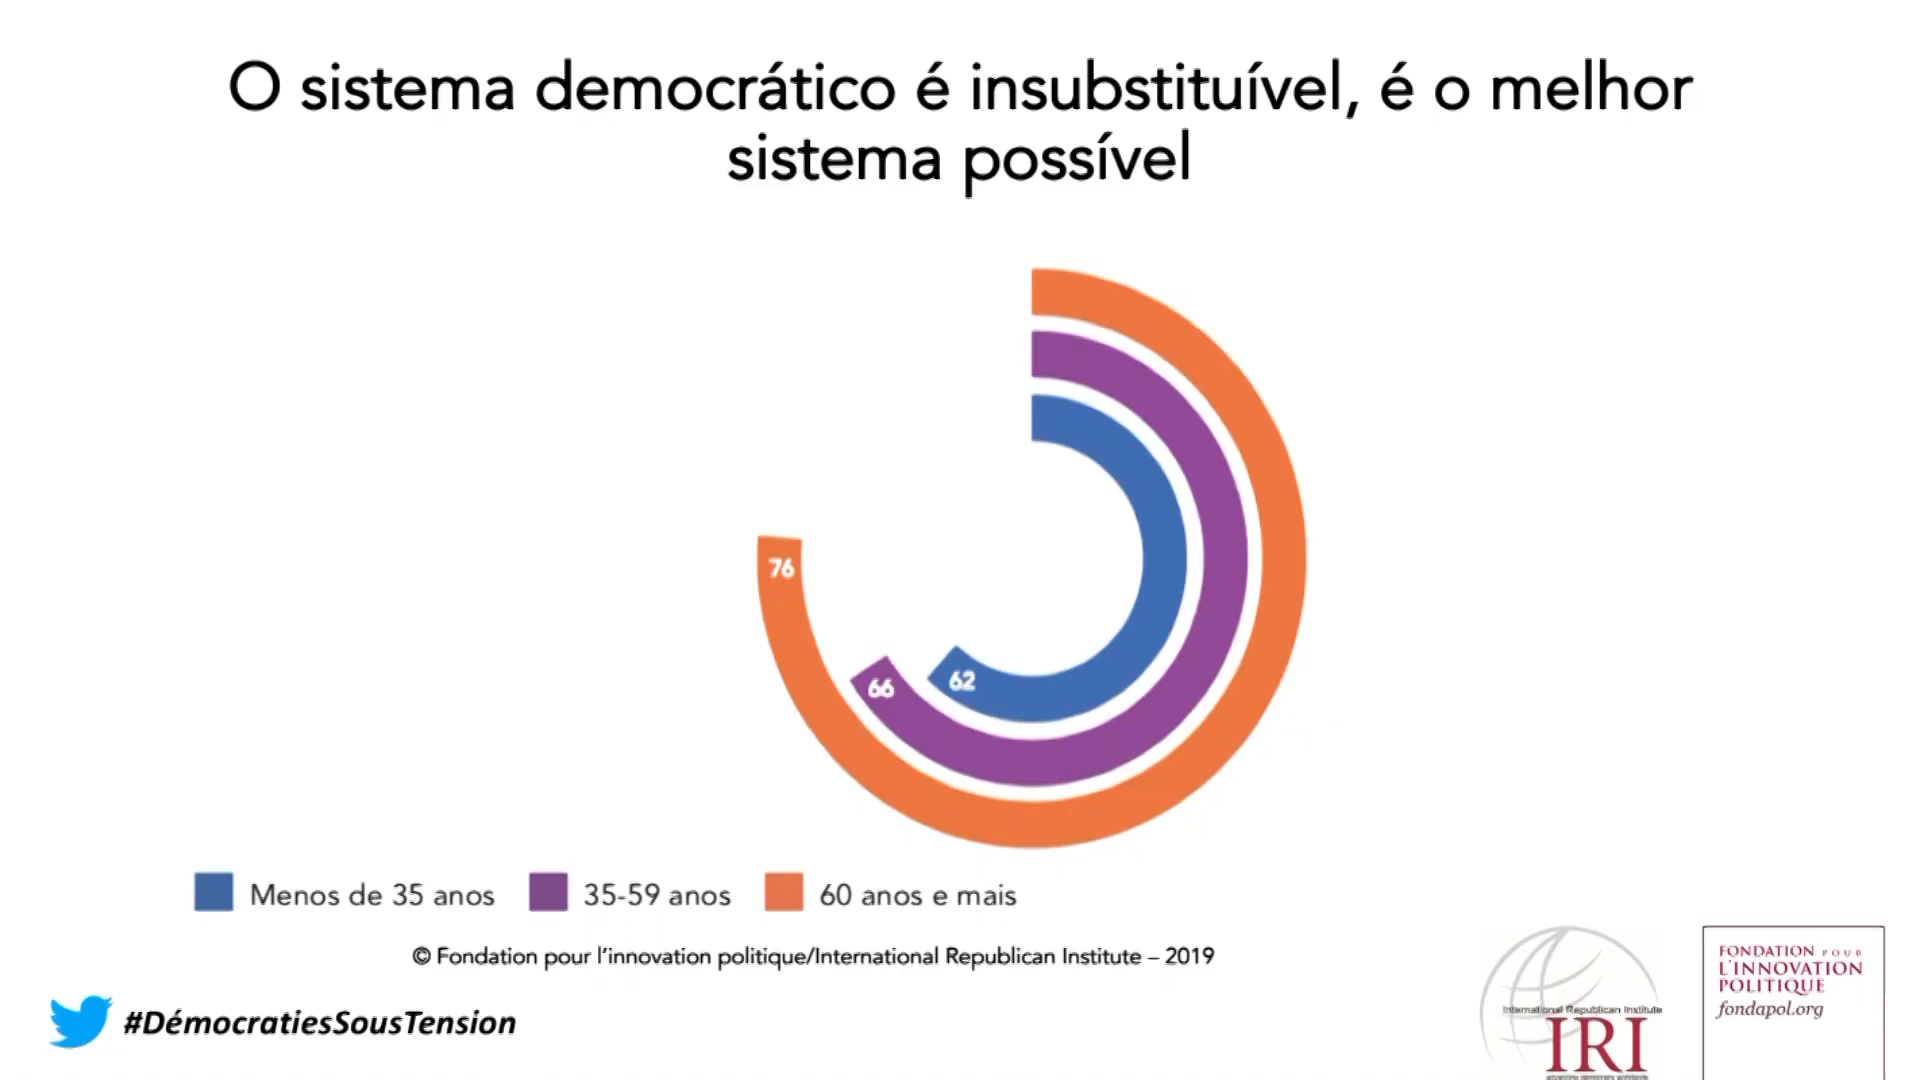 O sistema democrático é insubstituível, é o melhor
sistema possível
76
66
62
Menos de 35 anos
35-59 anos
60 anos e mais
© Fondation pour l’innovation politique/International Republican Institute – 2019
#DémocratiesSousTension
International Republican Institute
IRI
FONDATION POUR
L'INNOVATION
POLITIQUE
fondapol.org